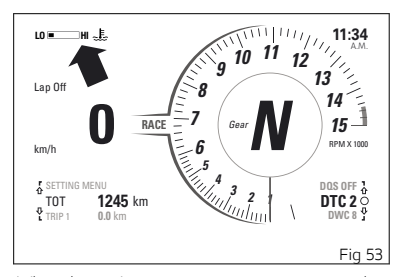 LO HI
11:34
A.M.
Lap Off
0
km/h
RACE
Gear
N
1
2
3
4
5
6
7
8
9
10
11
12
13
14
15
RPM X 1000
SETTING MENU
TOT 1245 km
TRIP 1 0.0 km
DQS OFF
DTC 2
DWC 8
Fig 53